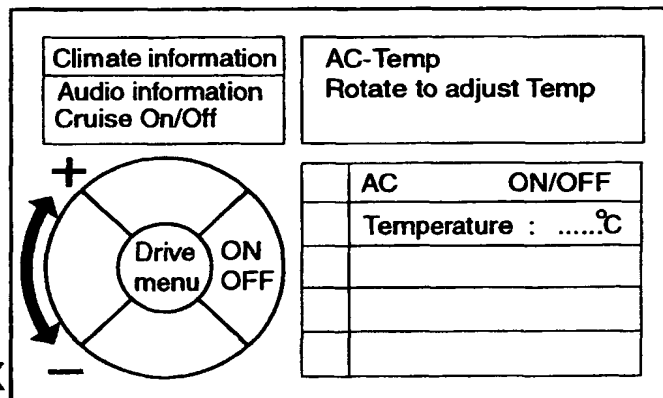 Climate information
Audio information
Cruise On/Off
AC-Temp
Rotate to adjust Temp
+
Drive
menu
ON
OFF
−
AC ON/OFF
Temperature : ......°C